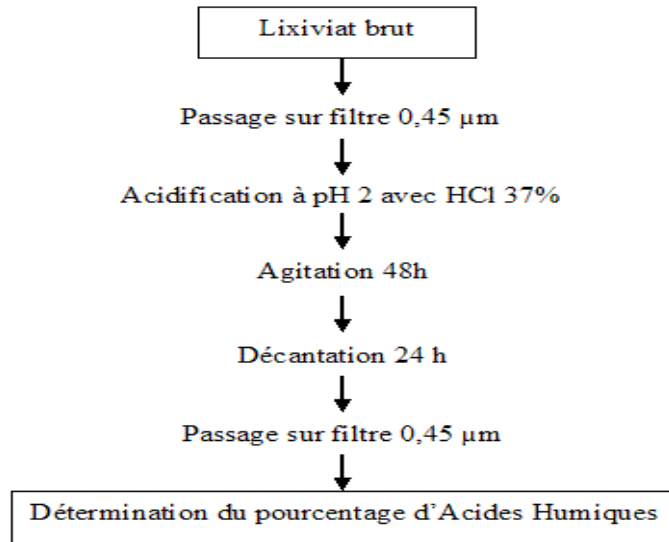 Lixiviat brut
Passage sur filtre 0,45 µm
Acidification à pH 2 avec HCl 37%
Agitation 48h
Décantation 24 h
Passage sur filtre 0,45 µm
Détermination du pourcentage d'Acides Humiques